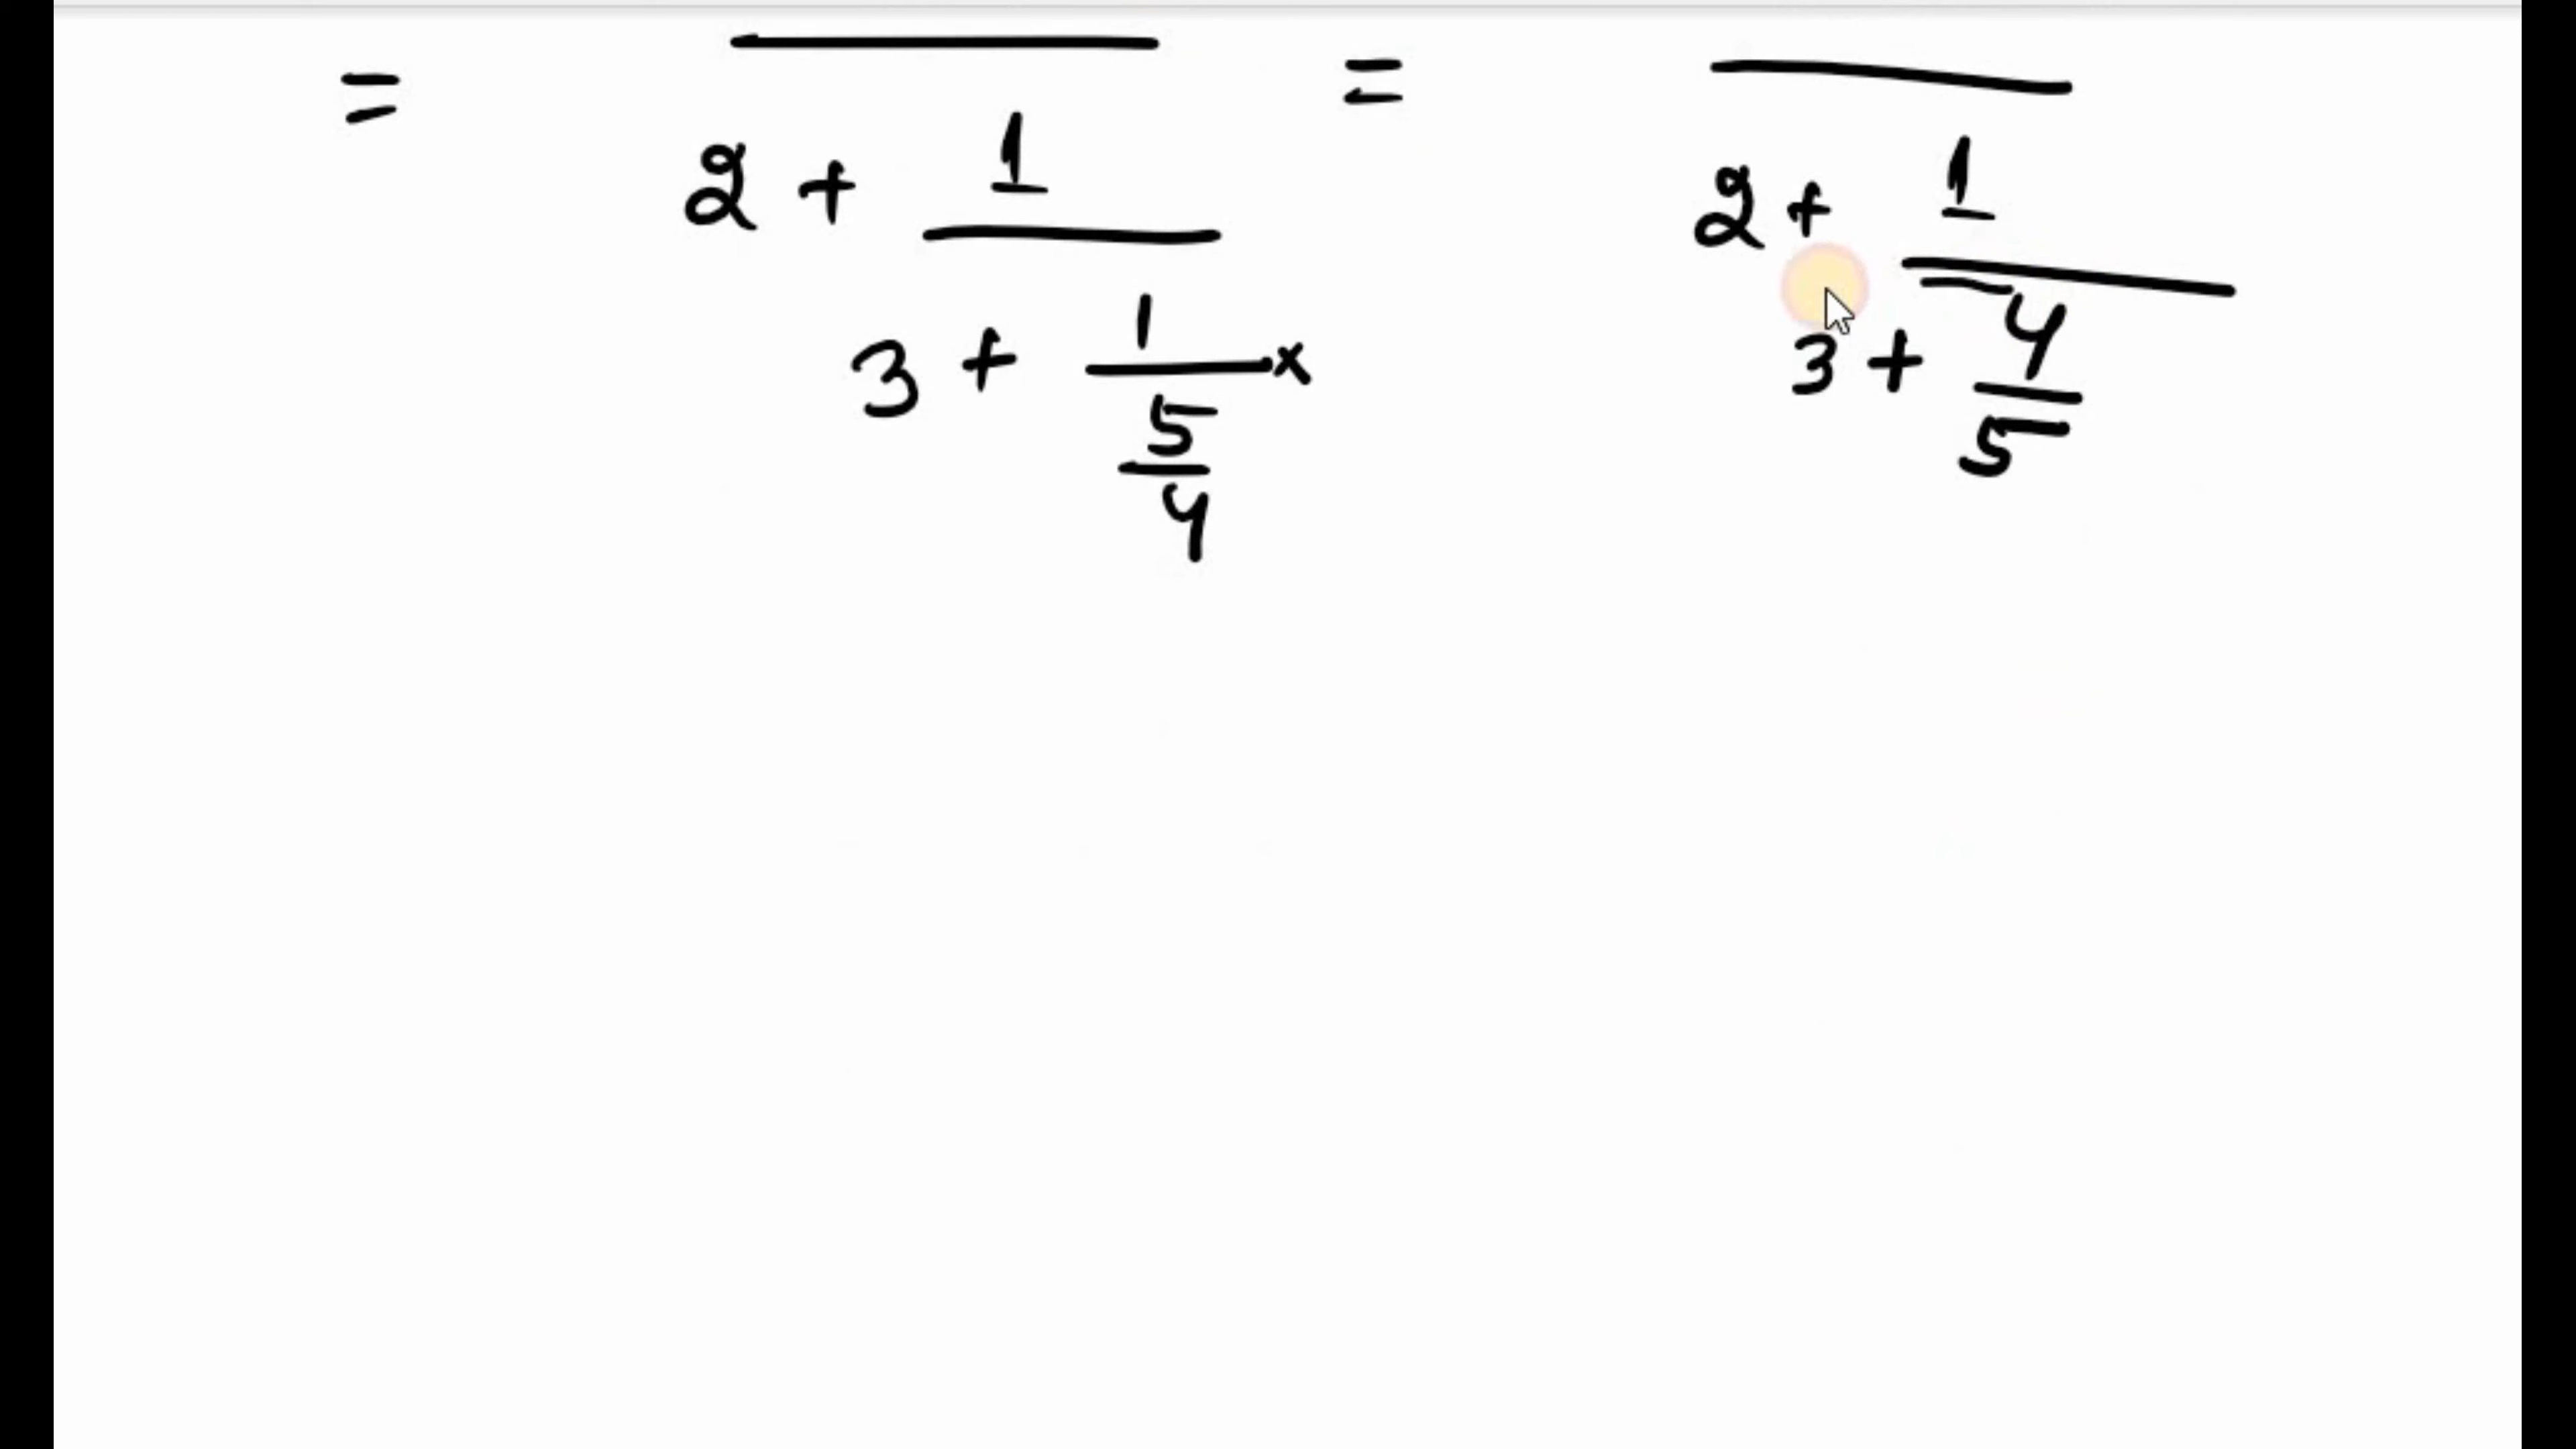 = 2 + 1 = 2 + 1
3 + 1 x 3 + 4
5 5
4